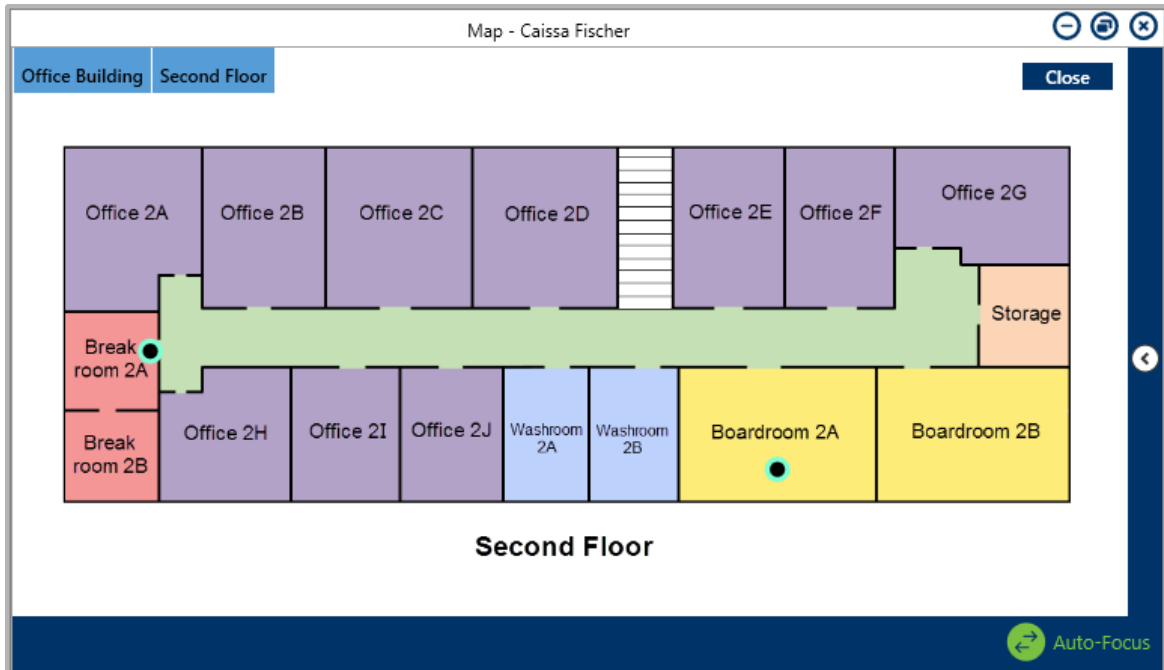 Map - Caissa Fischer
Office Building
Second Floor
Close
Office 2A
Office 2B
Office 2C
Office 2D
Office 2E
Office 2F
Office 2G
Storage
Break
room 2A
Break
room 2B
Office 2H
Office 2I
Office 2J
Washroom
2A
Washroom
2B
Boardroom 2A
Boardroom 2B
Second Floor
Auto-Focus